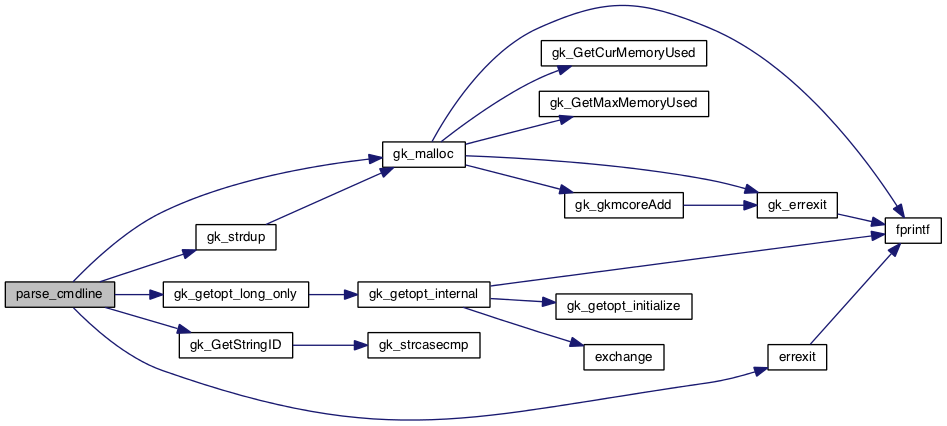 gk_GetCurMemoryUsed
gk_GetMaxMemoryUsed
gk_malloc
gk_gkmcoreAdd
gk_errexit
fprintf
gk_strdup
parse_cmdline
gk_getopt_long_only
gk_getopt_internal
gk_getopt_initialize
gk_GetStringID
gk_strcasecmp
exchange
errexit